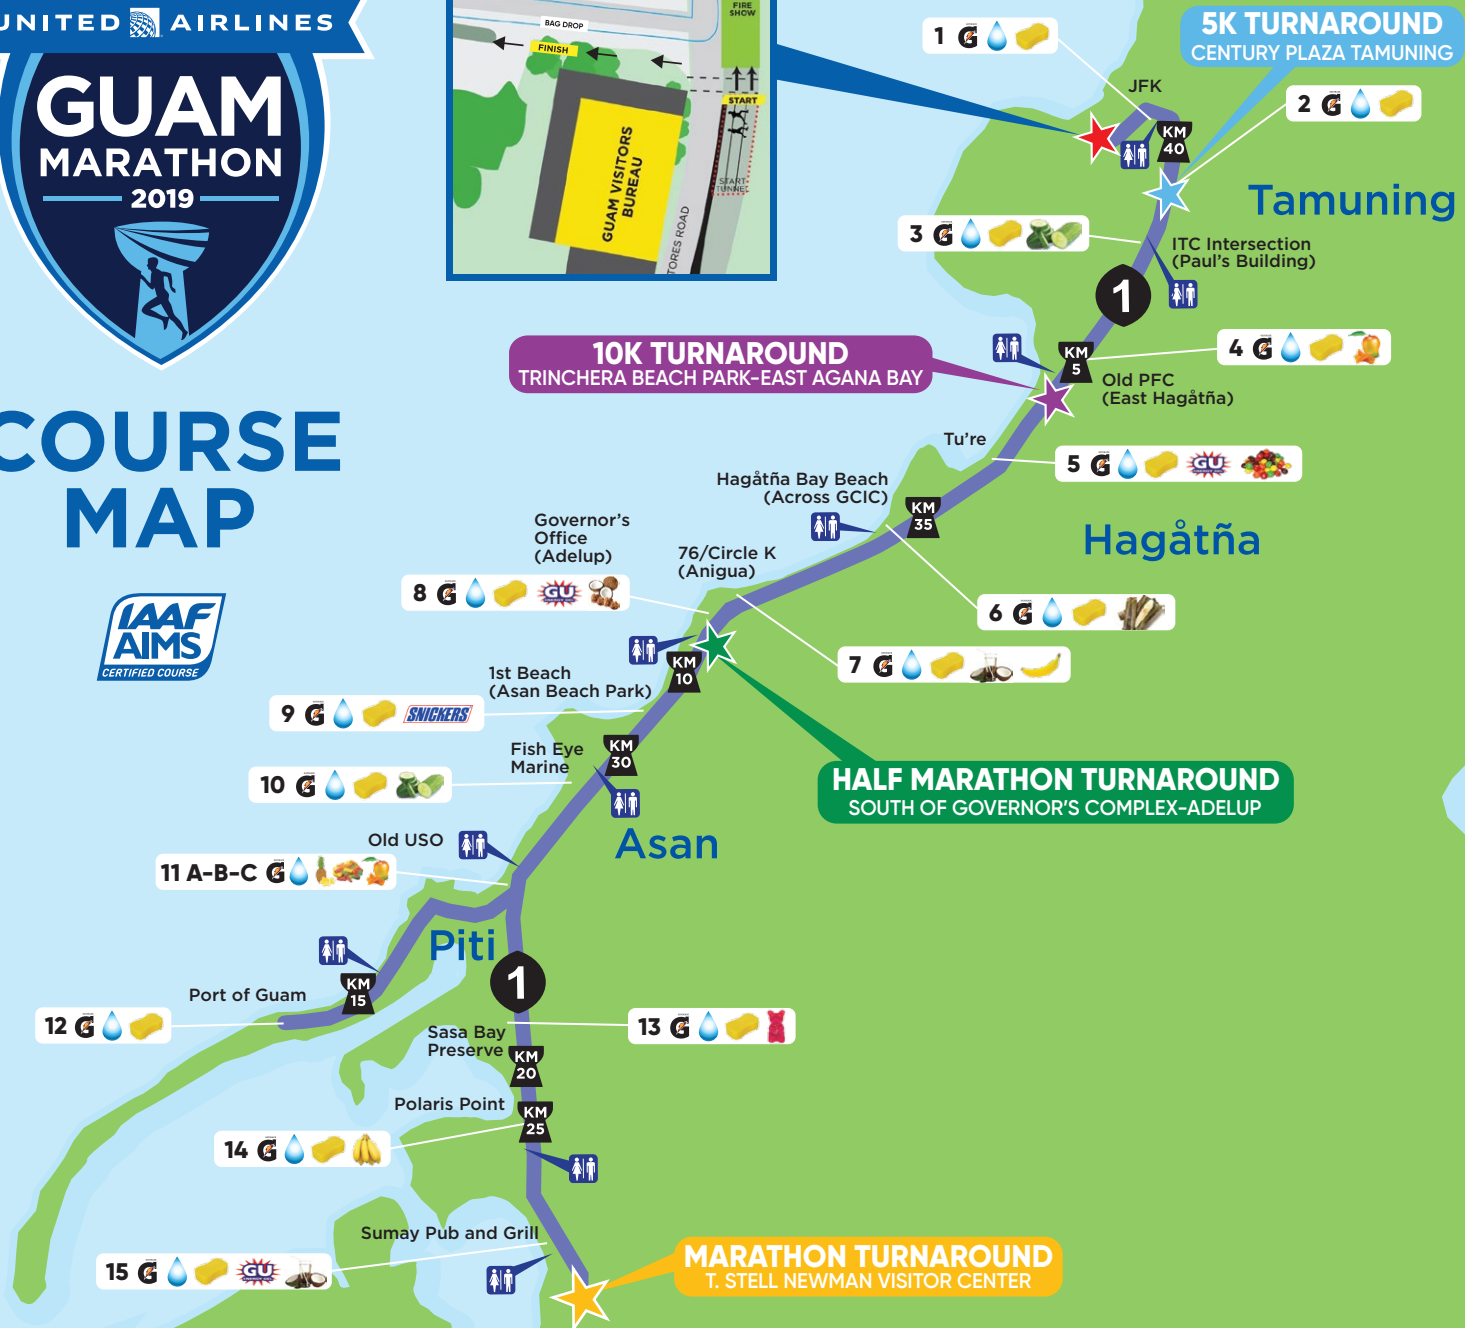 UNITED AIRLINES
GUAM
MARATHON
2019
COURSE
MAP
IAAF
AIMS
CERTIFIED COURSE
BAG DROP
FINISH
FIRE
SHOW
START
START
TUNNEL
GUAM VISITORS
BUREAU
TORES ROAD
1 G
5K TURNAROUND
CENTURY PLAZA TAMUNING
JFK
2 G
KM
40
Tamuning
3 G
ITC Intersection
(Paul's Building)
1
10K TURNAROUND
TRINCHERA BEACH PARK-EAST AGANA BAY
4 G
KM
5
Old PFC
(East Hagåtña)
Tu're
5 G GU
Hagåtña Bay Beach
(Across GCIC)
KM
35
Hagåtña
Governor's
Office
(Adelup)
76/Circle K
(Anigua)
8 G GU
6 G
7 G
KM
10
1st Beach
(Asan Beach Park)
9 G SNICKERS
Fish Eye
Marine
KM
30
10 G
HALF MARATHON TURNAROUND
SOUTH OF GOVERNOR'S COMPLEX-ADELUP
Asan
Old USO
11 A-B-C G
Piti
1
KM
15
Port of Guam
12 G
13 G
Sasa Bay
Preserve
KM
20
Polaris Point
KM
25
14 G
Sumay Pub and Grill
15 G GU
MARATHON TURNAROUND
T. STELL NEWMAN VISITOR CENTER